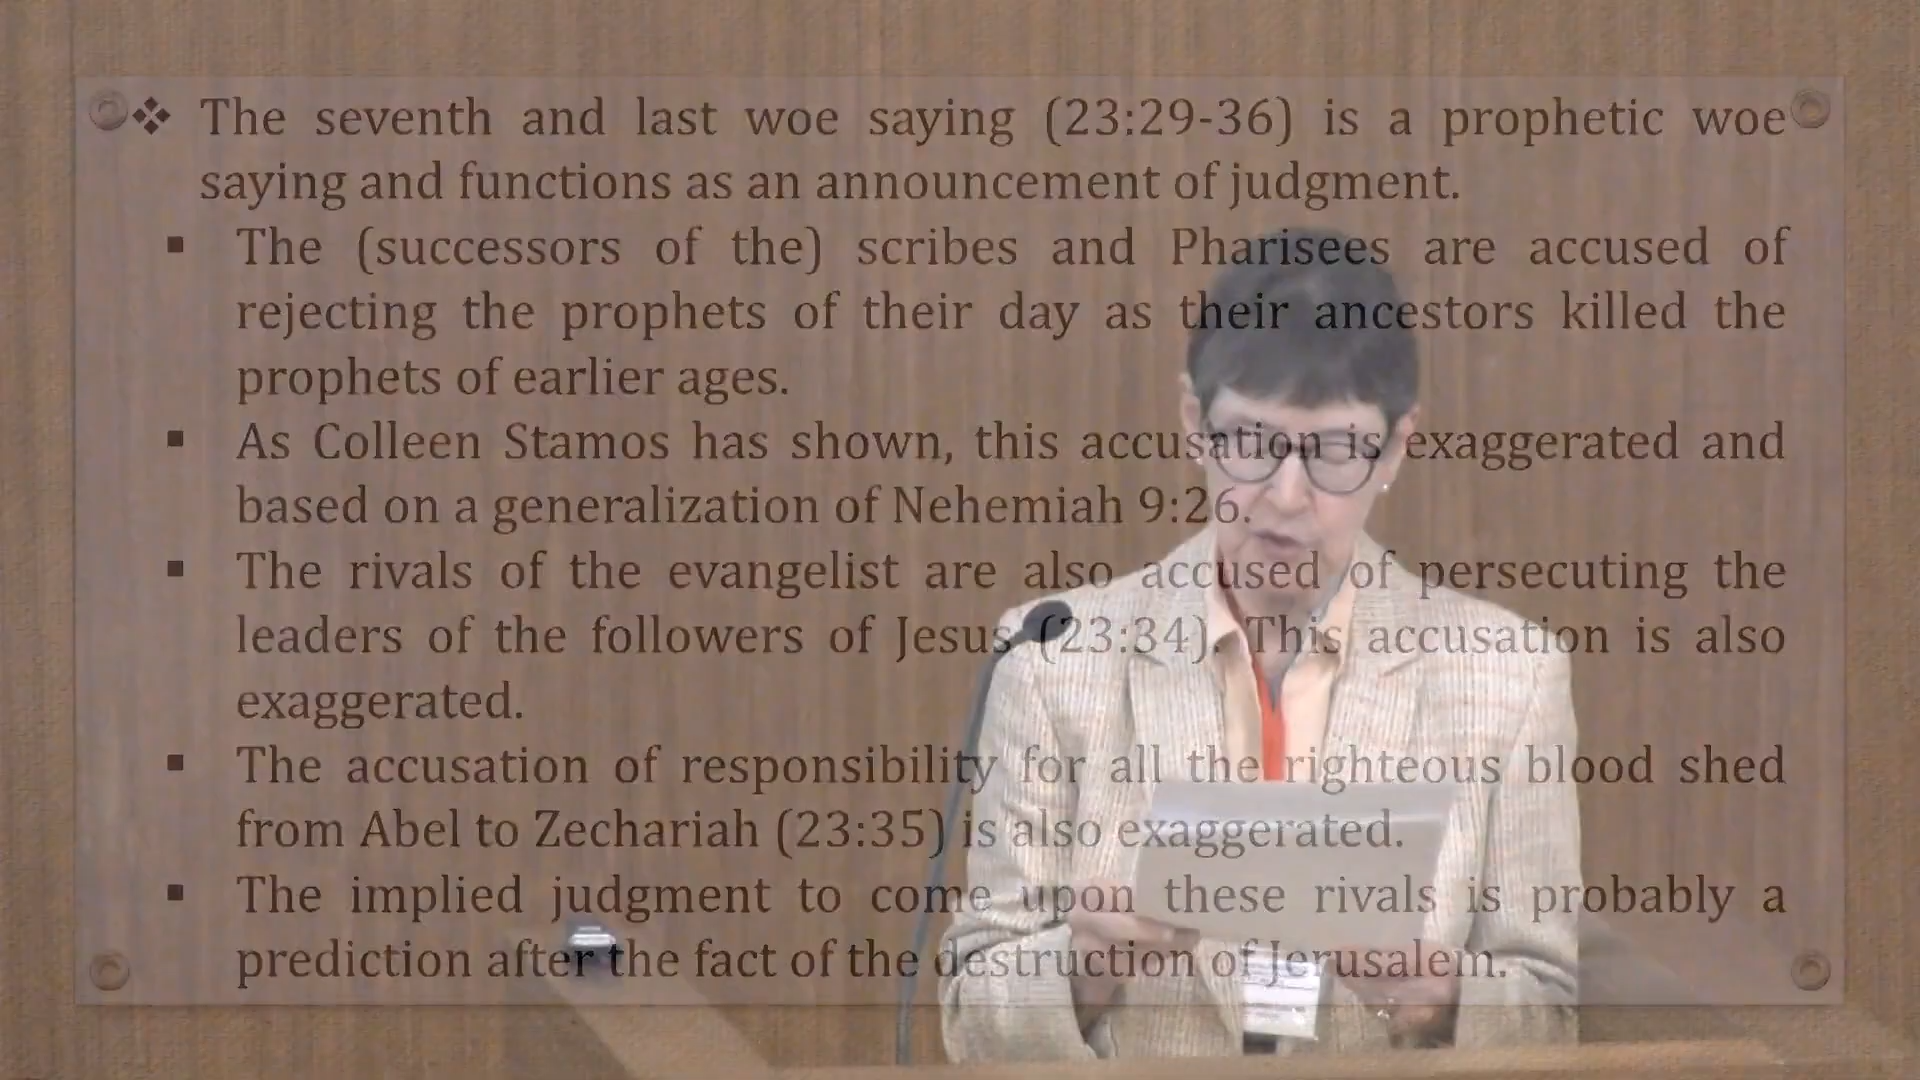 ❖ The seventh and last woe saying (23:29-36) is a prophetic woe
saying and functions as an announcement of judgment.
▪ The (successors of the) scribes and Pharisees are accused of
rejecting the prophets of their day as their ancestors killed the
prophets of earlier ages.
▪ As Colleen Stamos has shown, this accusation is exaggerated and
based on a generalization of Nehemiah 9:26.
▪ The rivals of the evangelist are also accused of persecuting the
leaders of the followers of Jesus (23:34). This accusation is also
exaggerated.
▪ The accusation of responsibility for all the righteous blood shed
from Abel to Zechariah (23:35) is also exaggerated.
▪ The implied judgment to come upon these rivals is probably a
prediction after the fact of the destruction of Jerusalem.